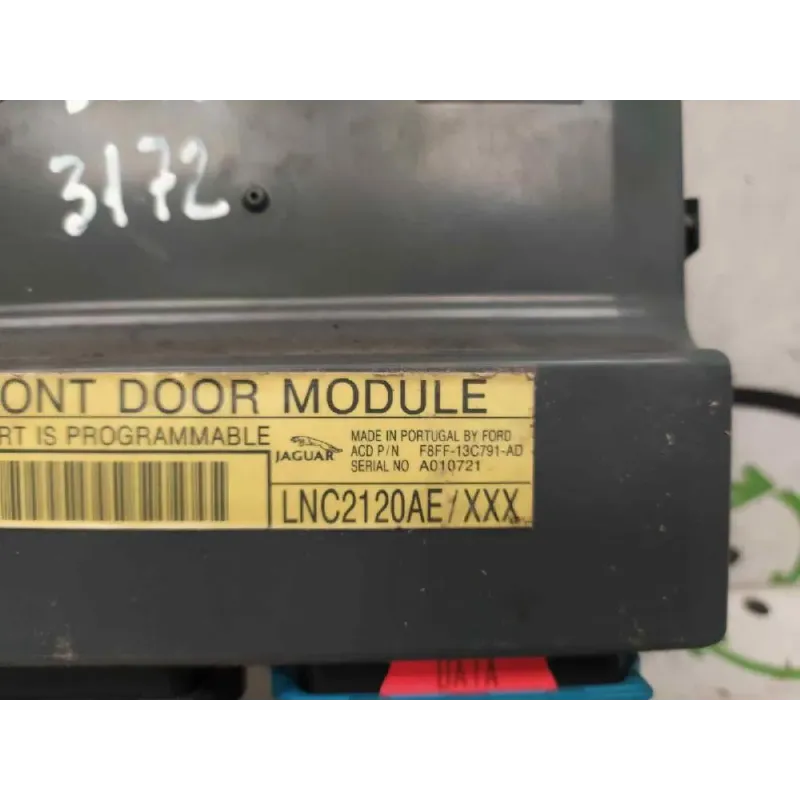 3172
ONT DOOR MODULE
RT IS PROGRAMMABLE
JAGUAR
MADE IN PORTUGAL BY FORD
ACD P/N F8FF-13C791-AD
SERIAL NO A010721
LNC2120AE/XXX
DATA